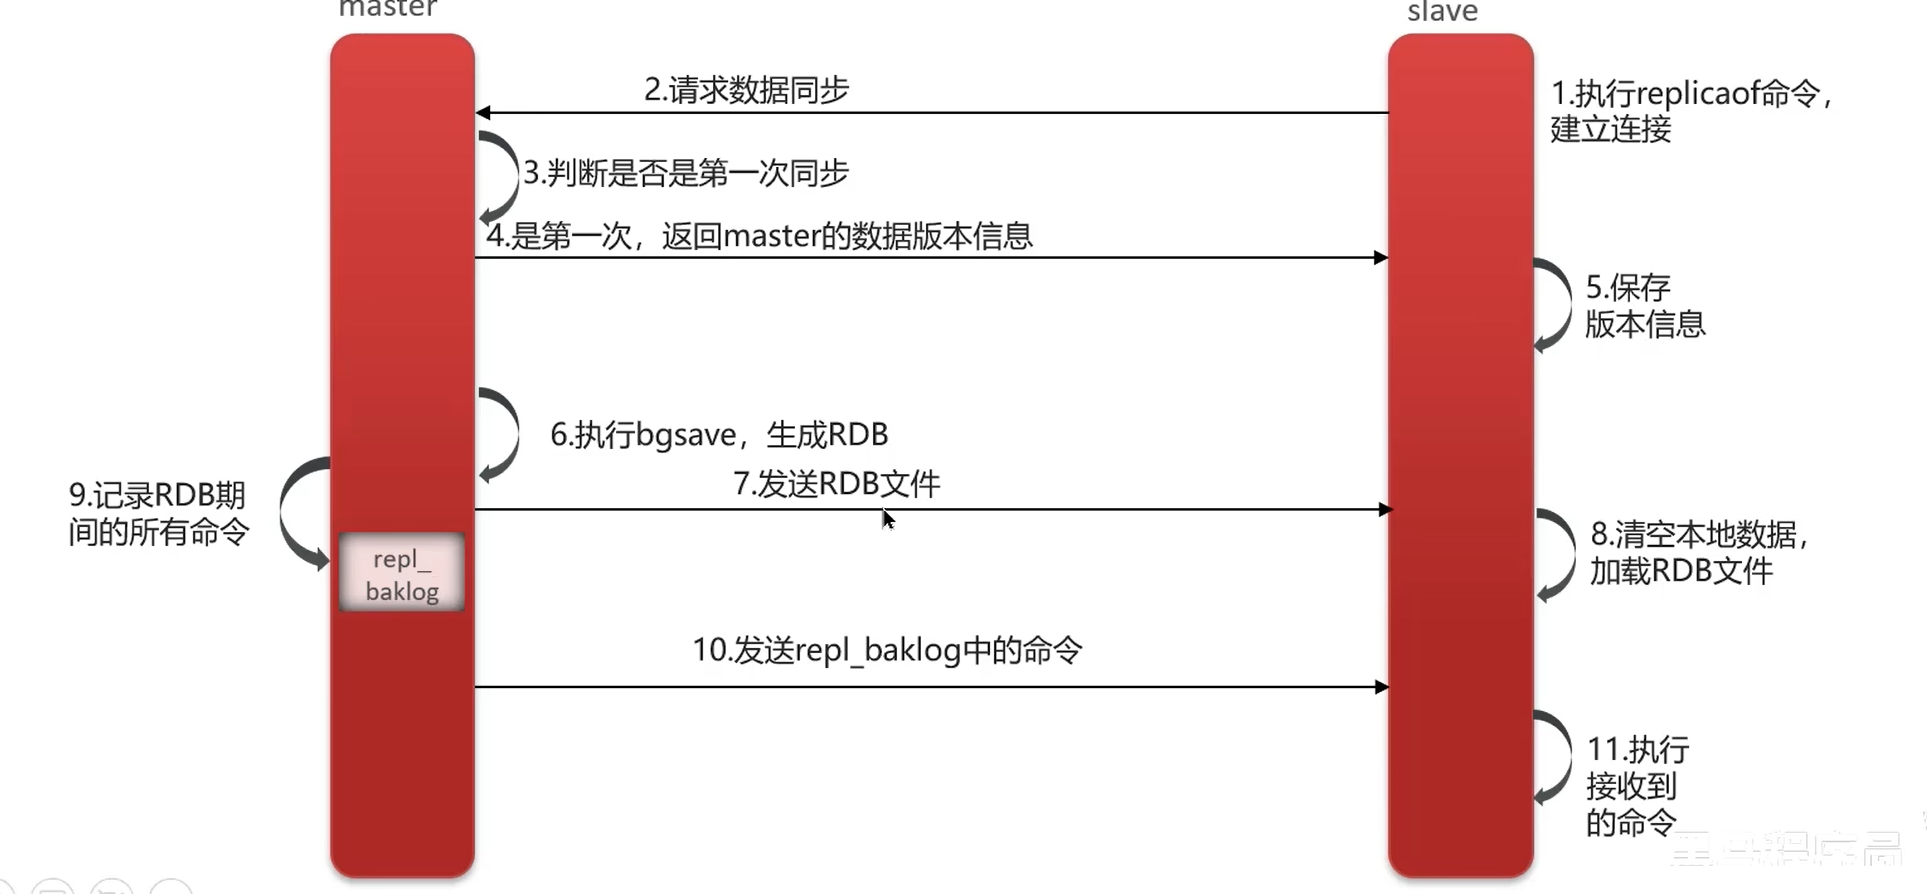 master
slave
2.请求数据同步
1.执行replicaof命令，
建立连接
3.判断是否是第一次同步
4.是第一次，返回master的数据版本信息
5.保存
版本信息
6.执行bgsave，生成RDB
7.发送RDB文件
9.记录RDB期
间的所有命令
repl_
baklog
8.清空本地数据，
加载RDB文件
10.发送repl_baklog中的命令
11.执行
接收到
的命令
黑马程序员